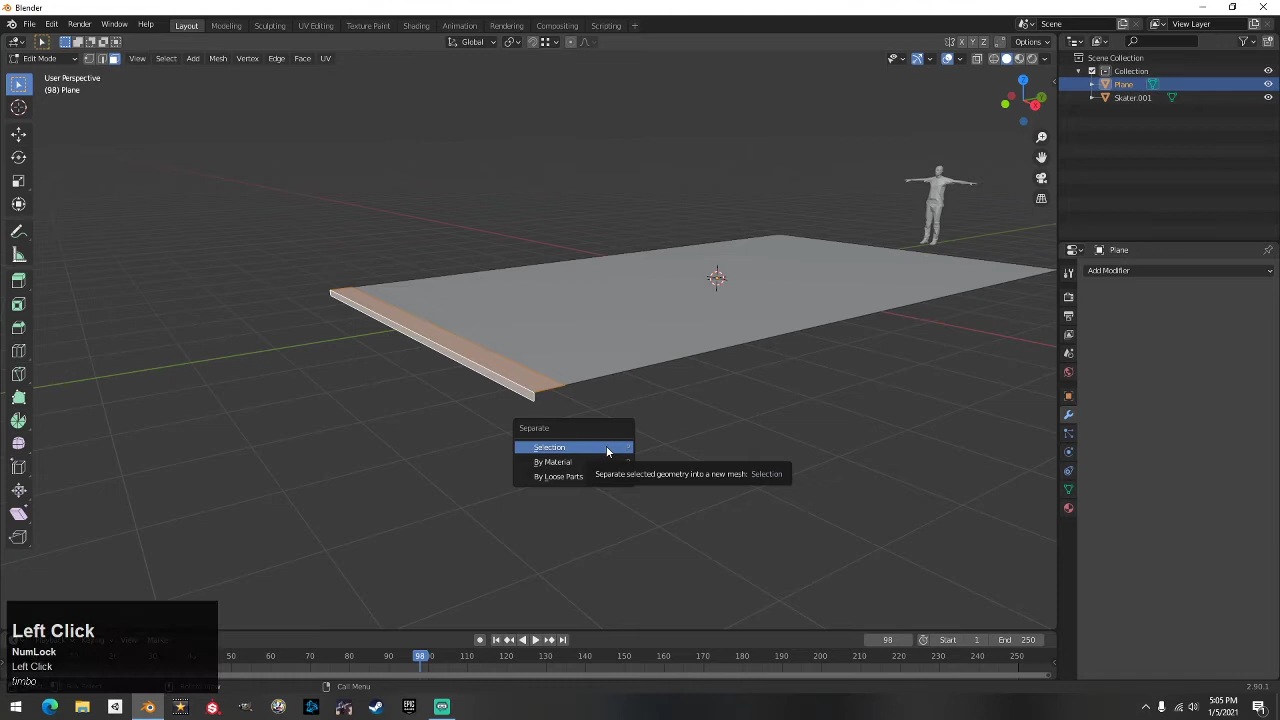 Blender
File Edit Render Window Help Layout Modeling Sculpting UV Editing Texture Paint Shading Animation Rendering Compositing Scripting + Scene View Layer
Global X Y Z Options
Edit Mode View Select Add Mesh Vertex Edge Face UV
User Perspective
(98) Plane
Scene Collection
Collection
Plane
Skater.001
Plane
Add Modifier
Separate
Selection P
By Material
By Loose Parts
Separate selected geometry into a new mesh: Selection
Left Click
NumLock
Left Click
98 Start 1 End 250
50 60 70 80 90 98 110 120 130 140 150 160 170 180 190 200 210 220 230 240 250
Call Menu 2.90.1
5:05 PM
1/5/2021